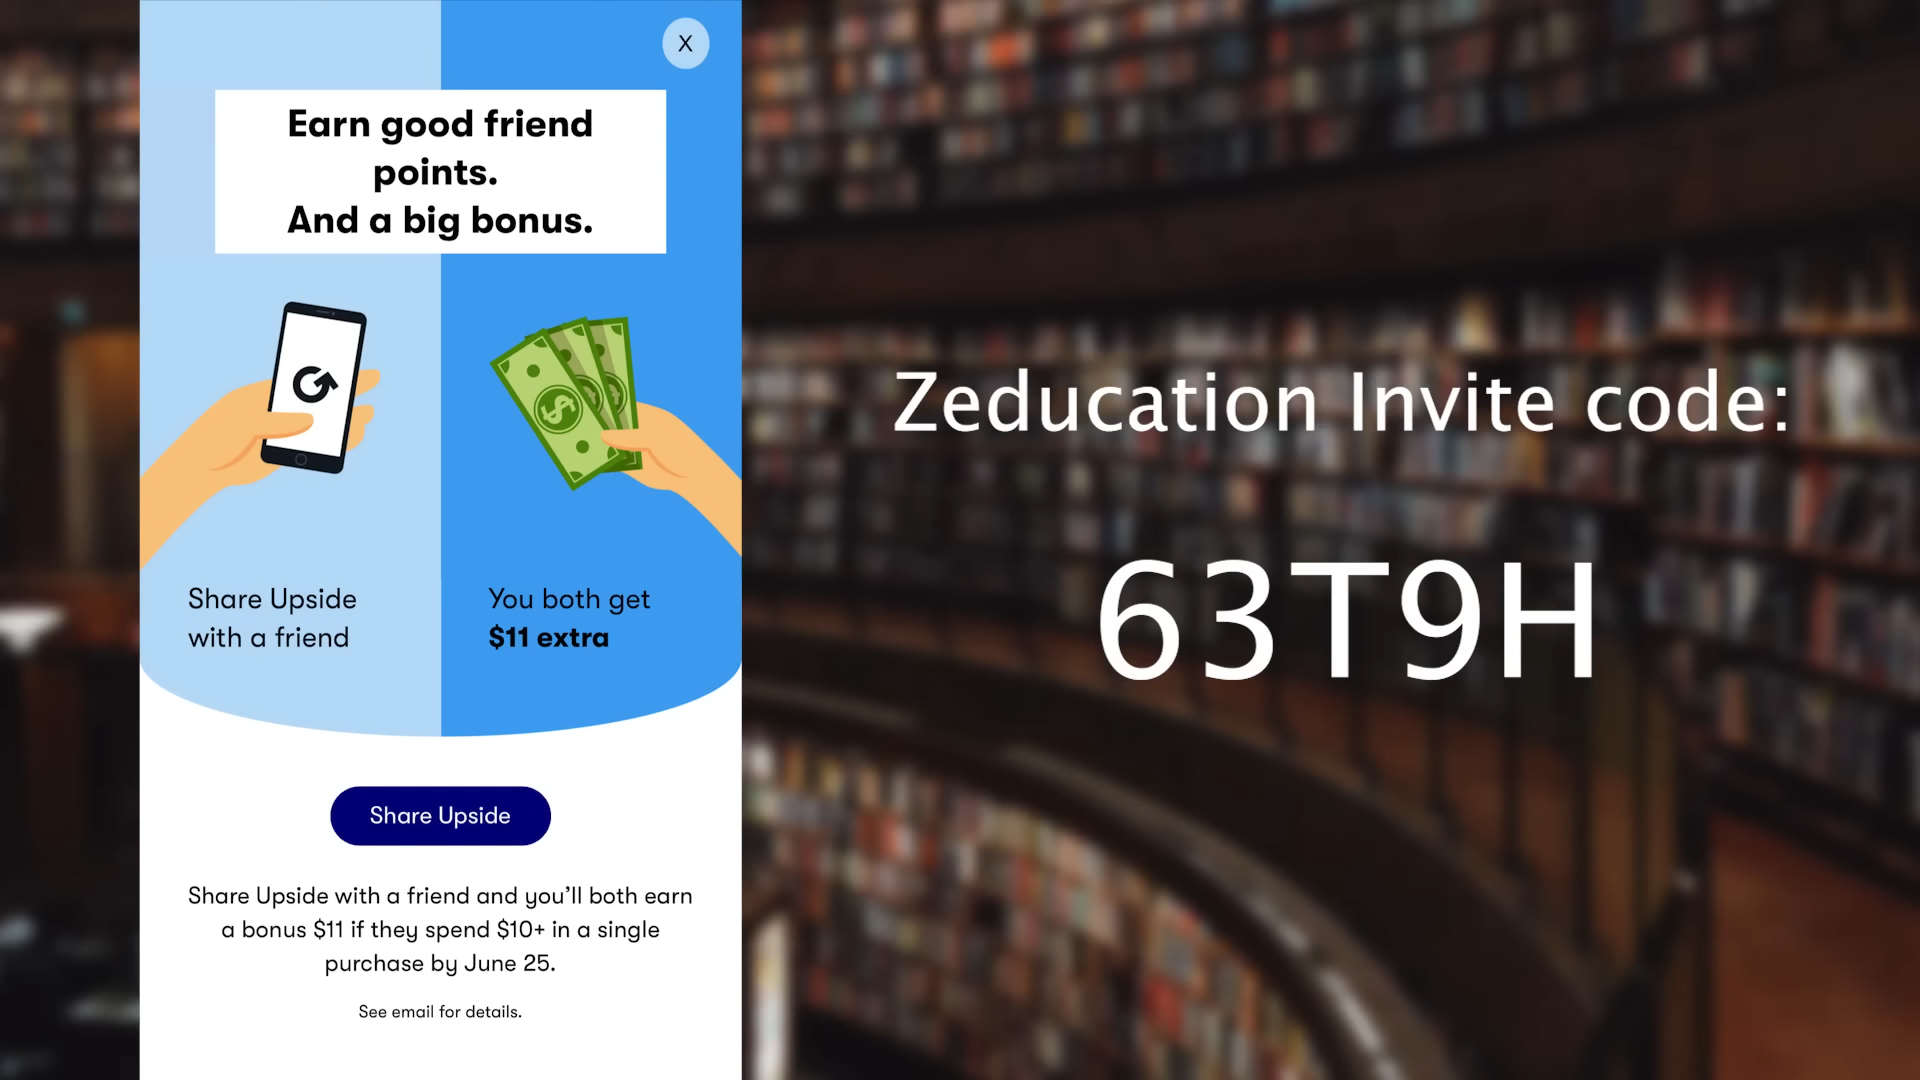 X
Earn good friend
points.
And a big bonus.
Share Upside
with a friend
You both get
$11 extra
Share Upside
Share Upside with a friend and you’ll both earn
a bonus $11 if they spend $10+ in a single
purchase by June 25.
See email for details.
Zeducation Invite code:
63T9H